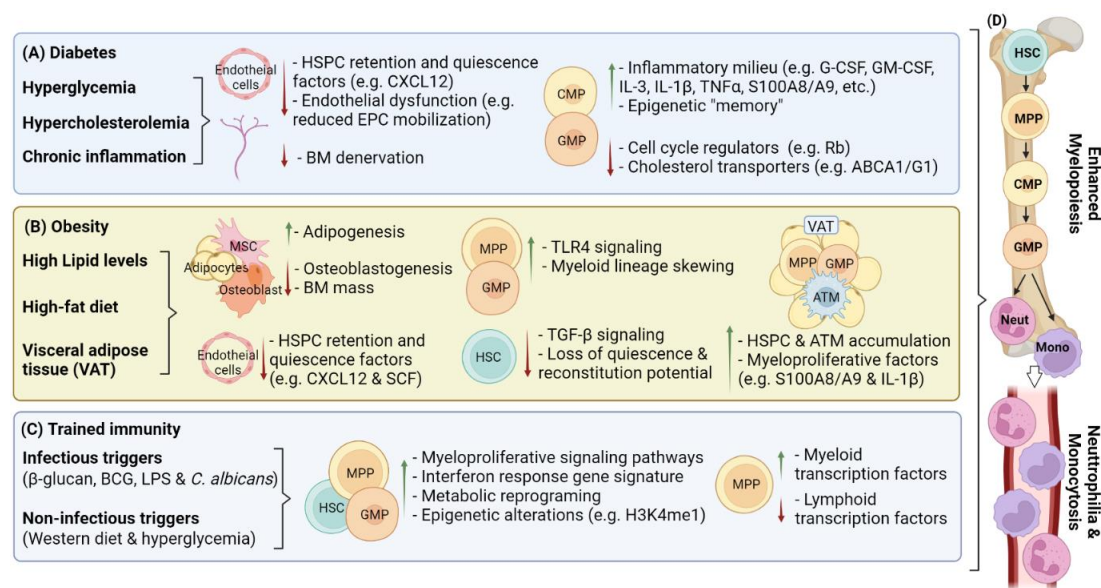 (A) Diabetes
Hyperglycemia
Hypercholesterolemia
Chronic inflammation
Endotheial
cells
- HSPC retention and quiescence
factors (e.g. CXCL12)
- Endothelial dysfunction (e.g.
reduced EPC mobilization)
- BM denervation
CMP
GMP
- Inflammatory milieu (e.g. G-CSF, GM-CSF,
IL-3, IL-1β, TNFα, S100A8/A9, etc.)
- Epigenetic "memory"
- Cell cycle regulators (e.g. Rb)
- Cholesterol transporters (e.g. ABCA1/G1)
(B) Obesity
High Lipid levels
High-fat diet
Visceral adipose
tissue (VAT)
MSC
Adipocytes
Osteoblast
- Adipogenesis
- Osteoblastogenesis
- BM mass
Endotheial
cells
- HSPC retention and
quiescence factors
(e.g. CXCL12 & SCF)
MPP
GMP
- TLR4 signaling
- Myeloid lineage skewing
HSC
- TGF-β signaling
- Loss of quiescence &
reconstitution potential
VAT
MPP
GMP
ATM
- HSPC & ATM accumulation
- Myeloproliferative factors
(e.g. S100A8/A9 & IL-1β)
(C) Trained immunity
Infectious triggers
(β-glucan, BCG, LPS & C. albicans)
Non-infectious triggers
(Western diet & hyperglycemia)
MPP
HSC
GMP
- Myeloproliferative signaling pathways
- Interferon response gene signature
- Metabolic reprograming
- Epigenetic alterations (e.g. H3K4me1)
MPP
- Myeloid
transcription factors
- Lymphoid
transcription factors
(D)
HSC
MPP
CMP
GMP
Neut
Mono
Enhanced
Myelopoiesis
Neuttrophilia &
Monocytosis